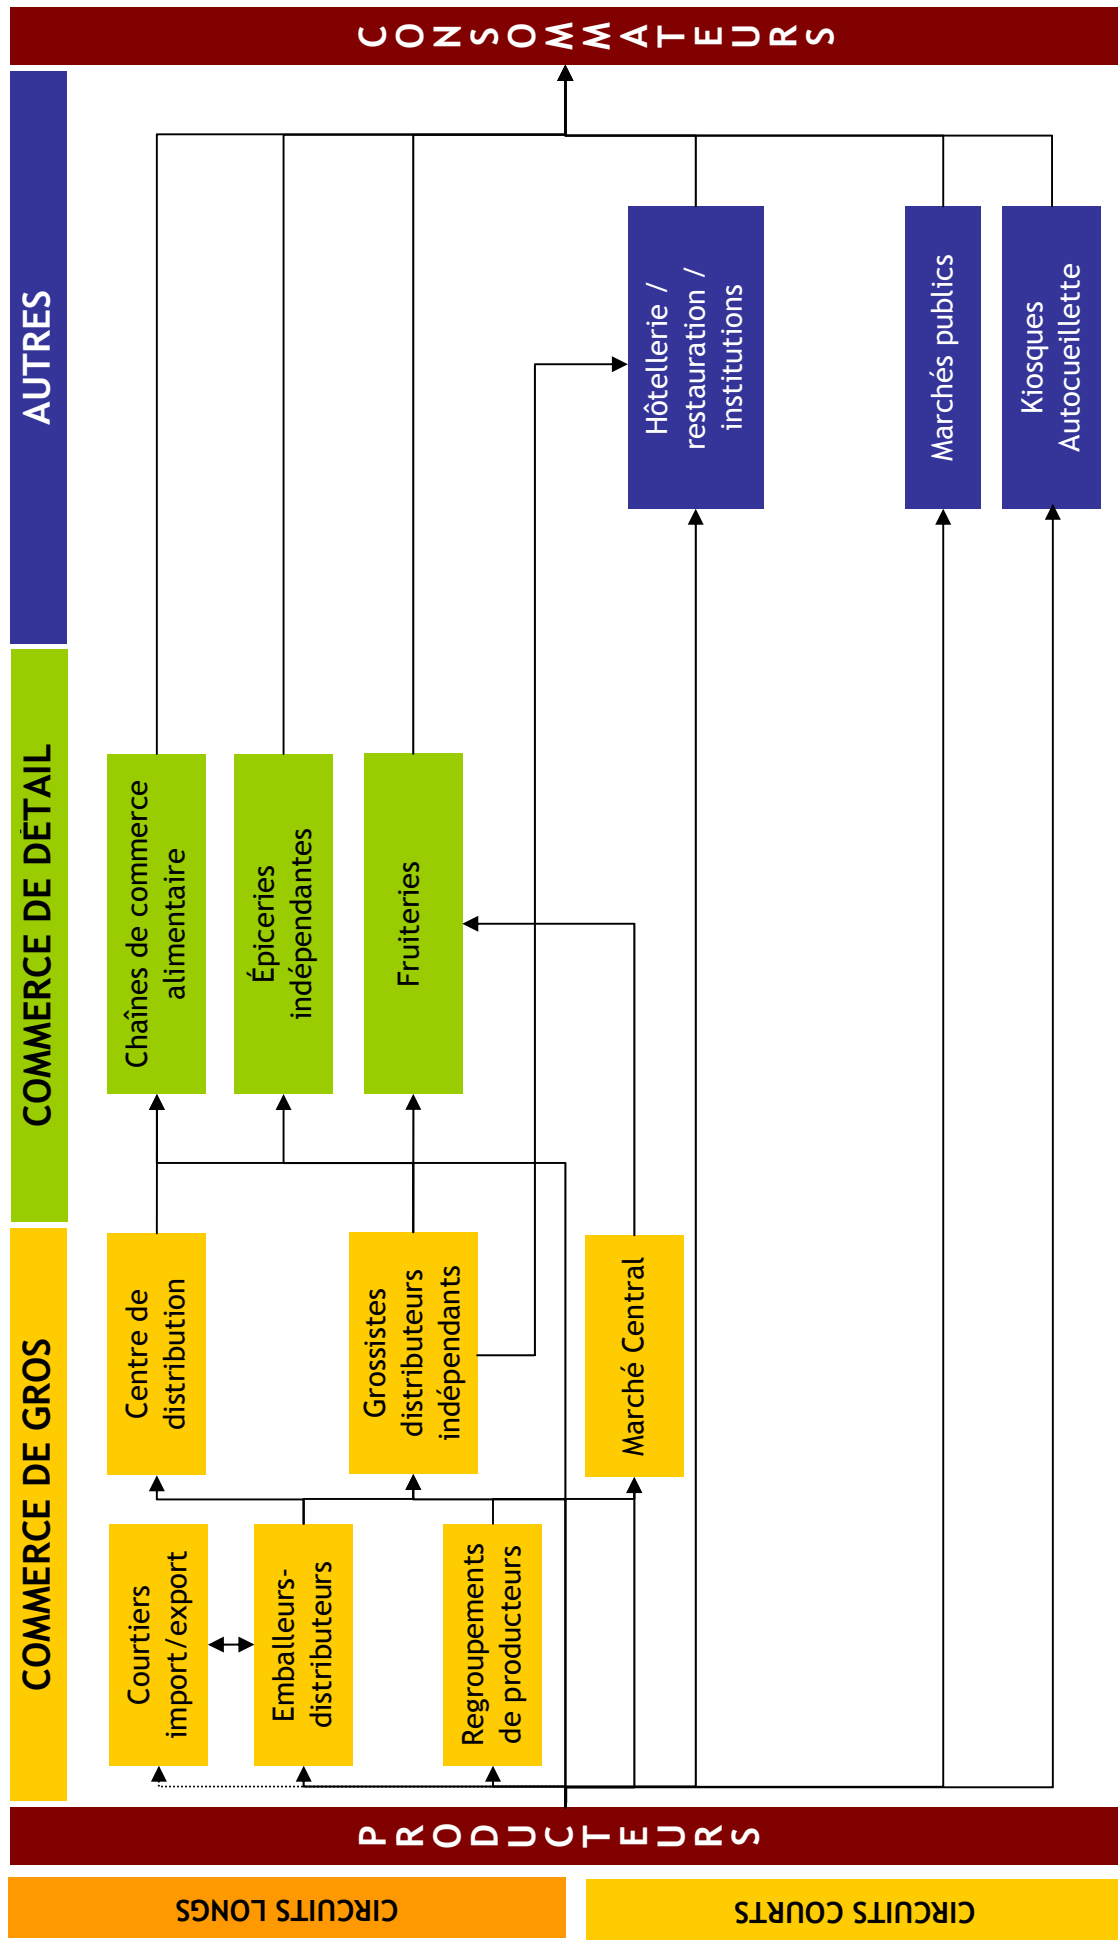 CIRCUITS LONGS
CIRCUITS COURTS
PRODUCTEURS
COMMERCE DE GROS
COMMERCE DE DÉTAIL
AUTRES
Courtiers
import/export
Emballeurs-
distributeurs
Regroupements
de producteurs
Centre de
distribution
Grossistes
distributeurs
indépendants
Marché Central
Chaînes de commerce
alimentaire
Épiceries
indépendantes
Fruiteries
Hôtellerie /
restauration /
institutions
Marchés publics
Kiosques
Autocueillette
CONSOMMATEURS